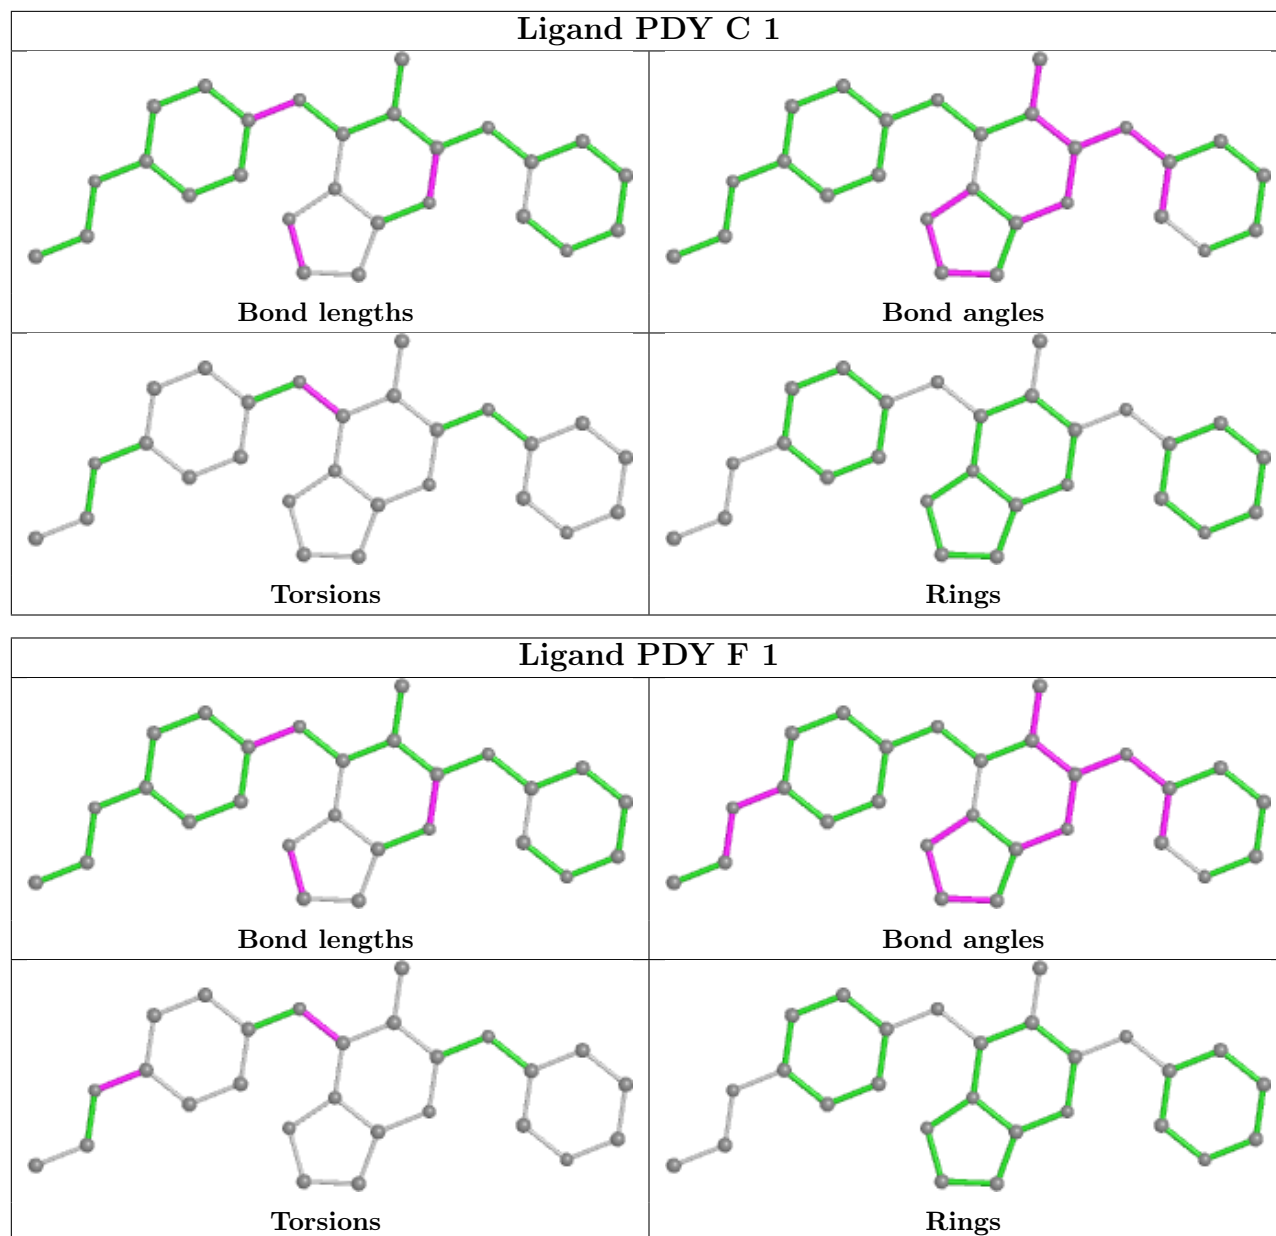 Ligand PDY C 1
Bond lengths
Bond angles
Torsions
Rings
Ligand PDY F 1
Bond lengths
Bond angles
Torsions
Rings